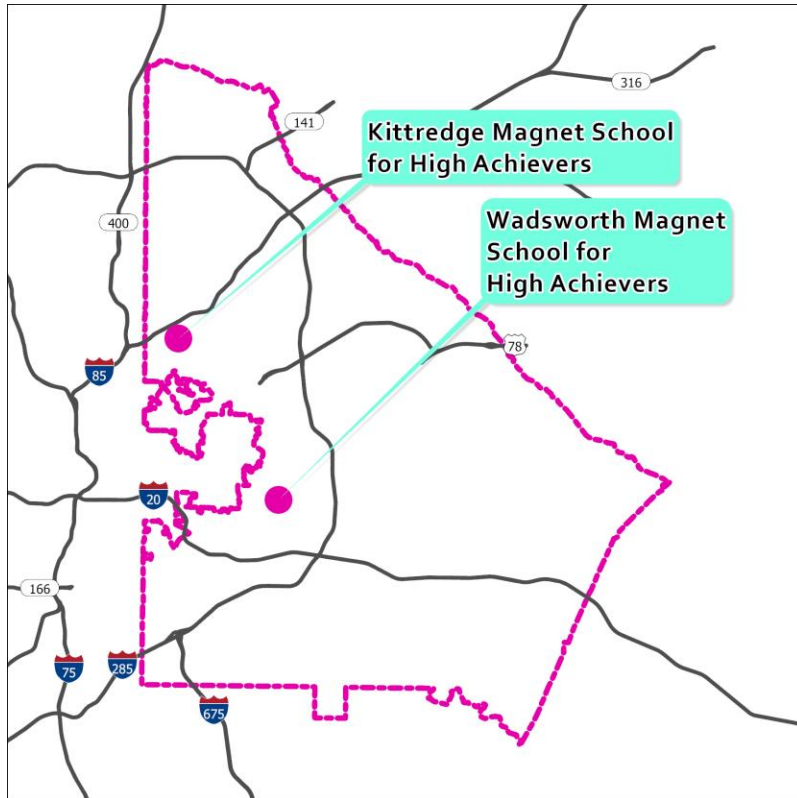 316
141
Kittredge Magnet School
for High Achievers
400
Wadsworth Magnet
School for
High Achievers
78
85
20
166
75
285
675